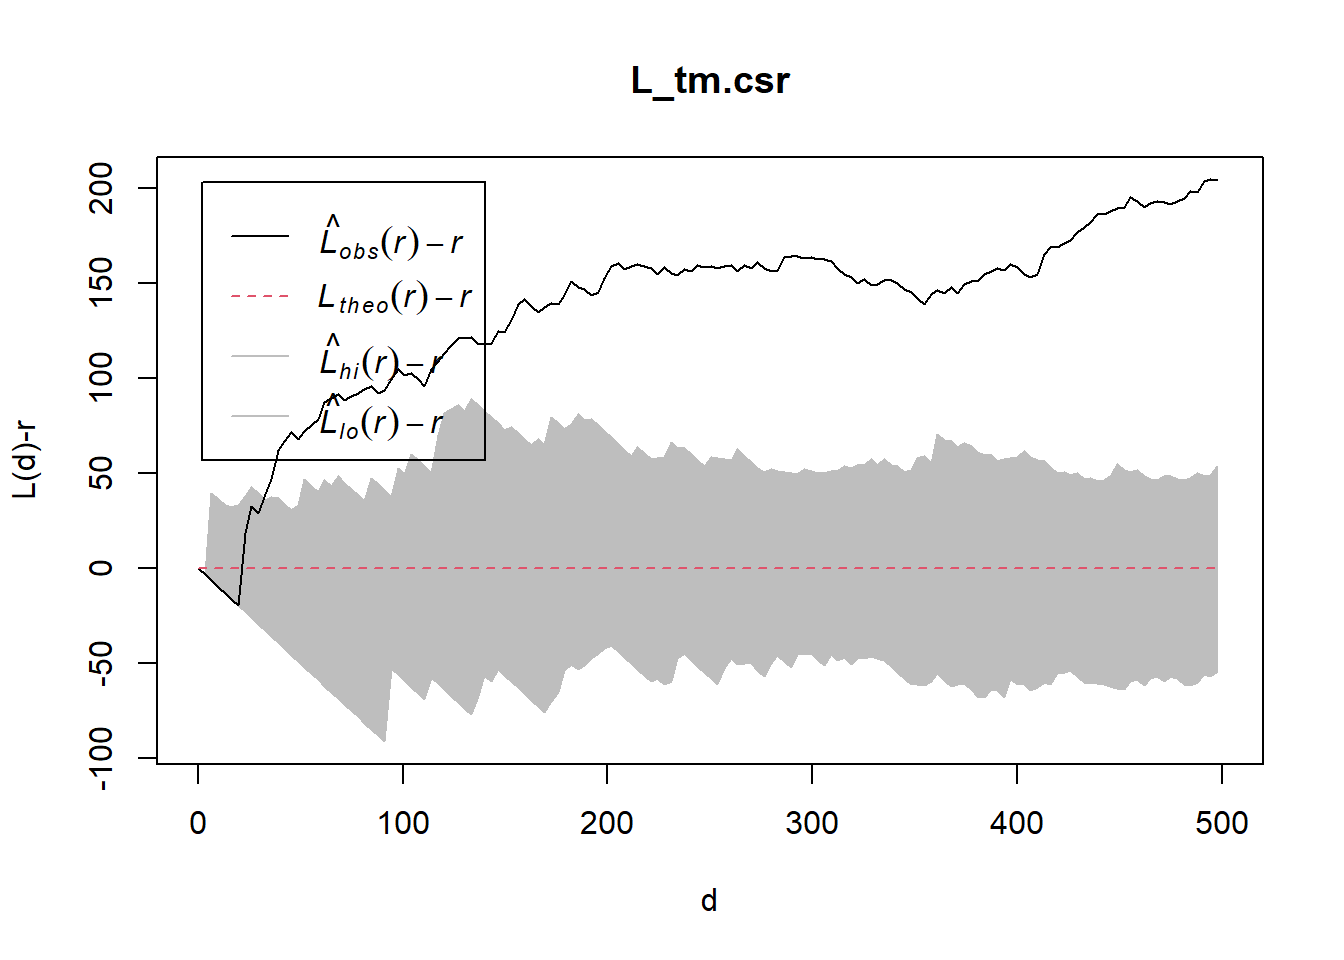 L_tm.csr
200
150
100
50
0
-50
-100
L(d)-r
L̂obs(r) – r
Ltheo(r) – r
L̂hi(r) – r
L̂lo(r) – r
0 100 200 300 400 500
d